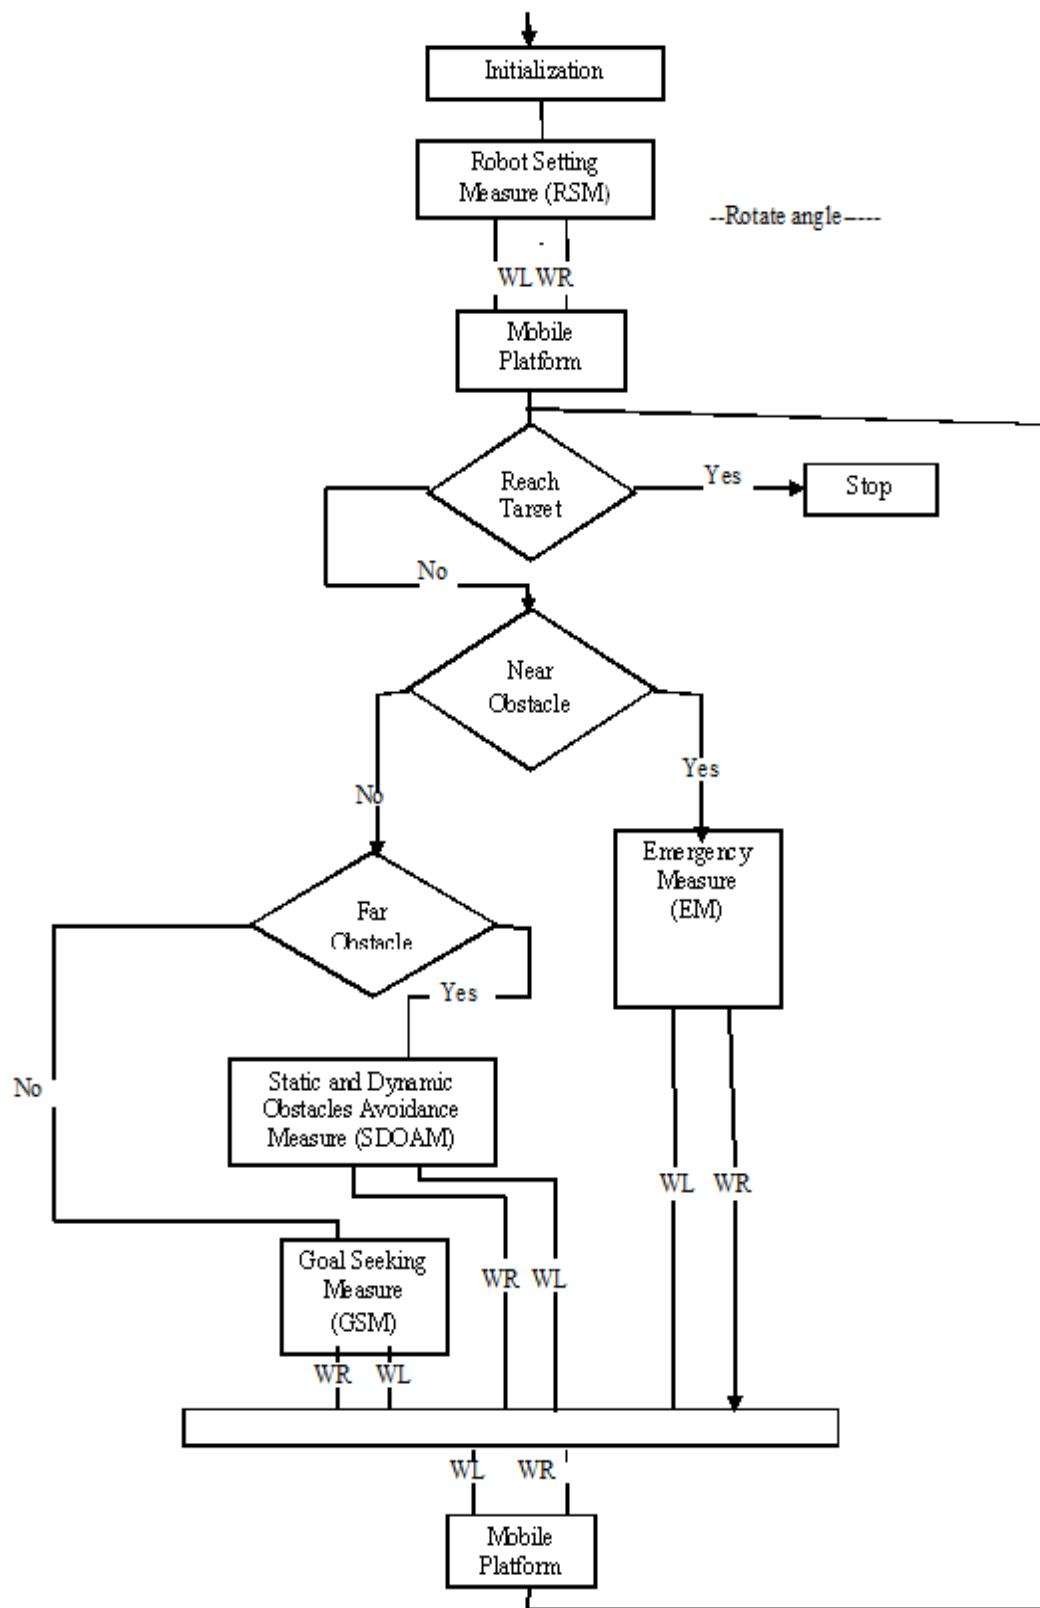 Initialization
Robot Setting
Measure (RSM)
--Rotate angle-----
WL WR
Mobile
Platform
Reach
Target
Yes
Stop
No
Near
Obstacle
Yes
No
Emergency
Measure
(EM)
Far
Obstacle
Yes
No
Static and Dynamic
Obstacles Avoidance
Measure (SDOAM)
WL WR
Goal Seeking
Measure
(GSM)
WR WL
WR WL
WL WR
Mobile
Platform